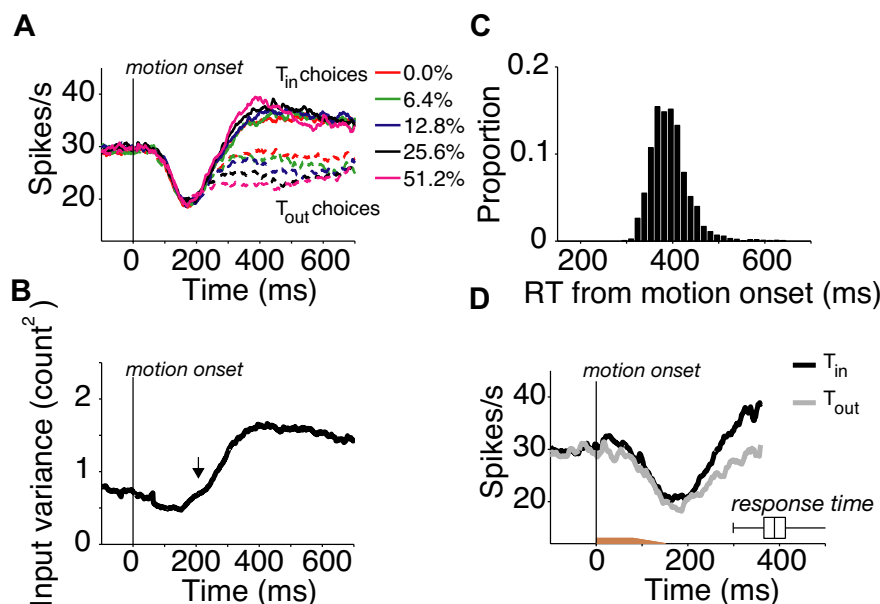 A
motion onset
T_in choices
0.0%
6.4%
12.8%
25.6%
51.2%
T_out choices
Spikes/s
40
30
20
0 200 400 600
Time (ms)
B
motion onset
Input variance (count²)
2
1
0
0 200 400 600
Time (ms)
C
Proportion
0.2
0.1
0
200 400 600
RT from motion onset (ms)
D
motion onset
T_in
T_out
Spikes/s
40
30
20
response time
0 200 400
Time (ms)